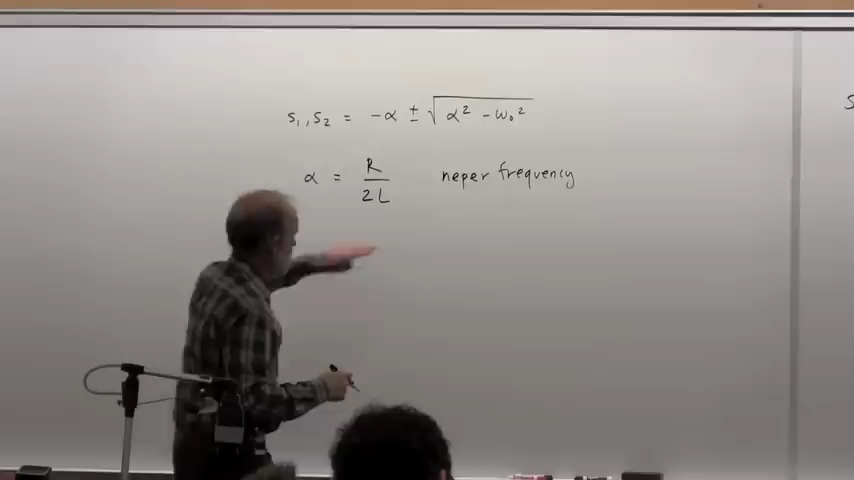 s₁, s₂ = -α ± √(α² - ω₀²)
α = R / 2L neper frequency
s